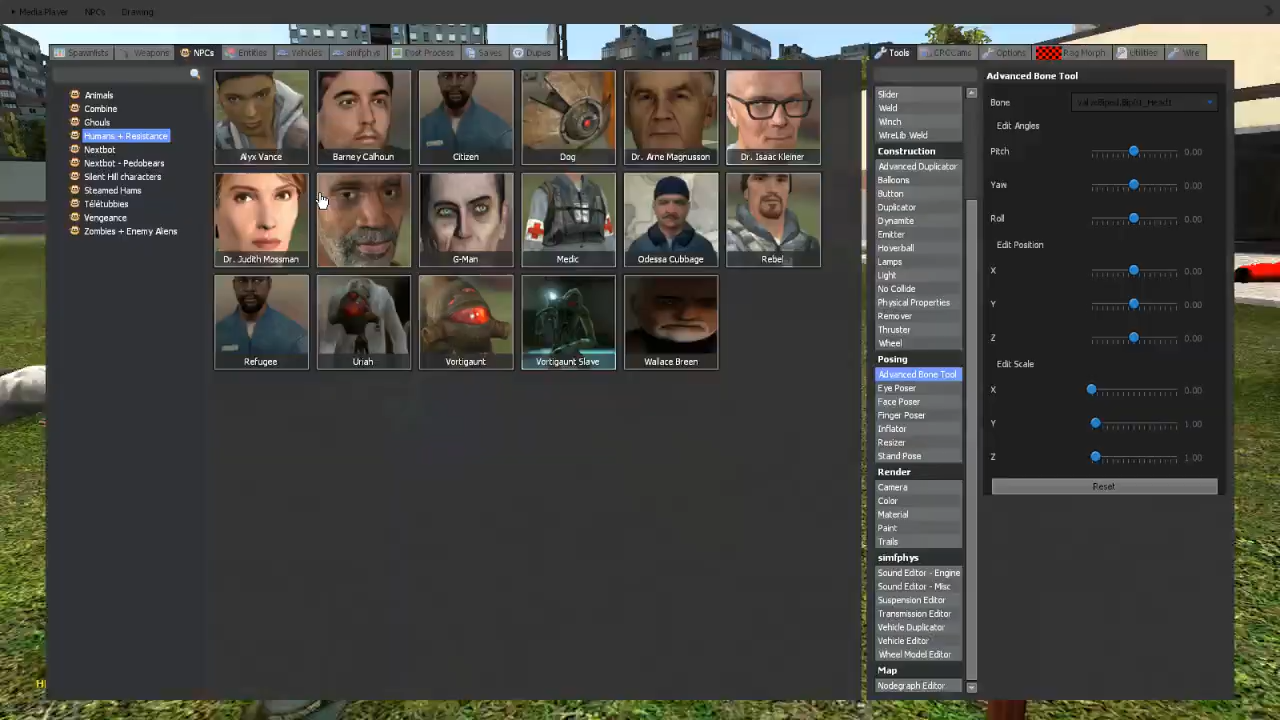 MediaPlayer NPCs Drawing
Spawnlists Weapons NPCs Entities Vehicles simfphys Post Process Saves Dupes
Tools CRCCams Options Rag Morph Utilities Wire
Animals
Combine
Ghouls
Humans + Resistance
Nextbot
Nextbot - Pedobears
Silent Hill characters
Steamed Hams
Télétubbies
Vengeance
Zombies + Enemy Aliens
Alyx Vance
Barney Calhoun
Citizen
Dog
Dr. Arne Magnusson
Dr. Isaac Kleiner
Dr. Judith Mossman
G-Man
Medic
Odessa Cubbage
Rebel
Refugee
Uriah
Vortigaunt
Vortigaunt Slave
Wallace Breen
Slider
Weld
Winch
WireLib Weld
Construction
Advanced Duplicator
Balloons
Button
Duplicator
Dynamite
Emitter
Hoverball
Lamps
Light
No Collide
Physical Properties
Remover
Thruster
Wheel
Posing
Advanced Bone Tool
Eye Poser
Face Poser
Finger Poser
Inflator
Resizer
Stand Pose
Render
Camera
Color
Material
Paint
Trails
simfphys
Sound Editor - Engine
Sound Editor - Misc
Suspension Editor
Transmission Editor
Vehicle Duplicator
Vehicle Editor
Wheel Model Editor
Map
Nodegraph Editor
Advanced Bone Tool
Bone ValveBiped.Bip01_Head1
Edit Angles
Pitch 0.00
Yaw 0.00
Roll 0.00
Edit Position
X 0.00
Y 0.00
Z 0.00
Edit Scale
X 0.00
Y 1.00
Z 1.00
Reset